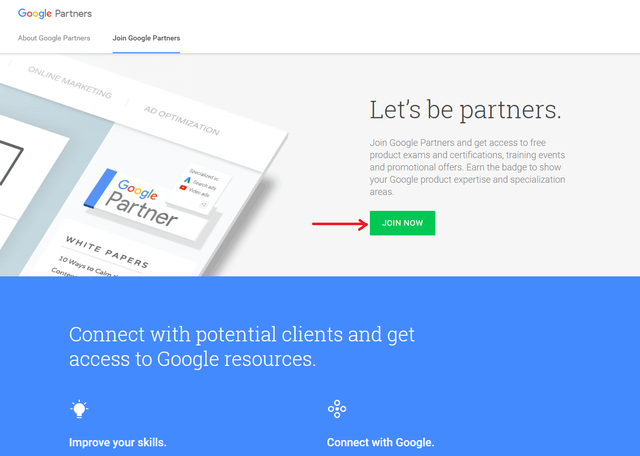 Google Partners
About Google Partners
Join Google Partners
ONLINE MARKETING
AD OPTIMIZATION
Google
Partner
Specialized in
Search ads
Video ads
WHITE PAPERS
10 Ways to Calm
Let's be partners.
Join Google Partners and get access to free
product exams and certifications, training events
and promotional offers. Earn the badge to show
your Google product expertise and specialization
areas.
JOIN NOW
Connect with potential clients and get
access to Google resources.
Improve your skills.
Connect with Google.